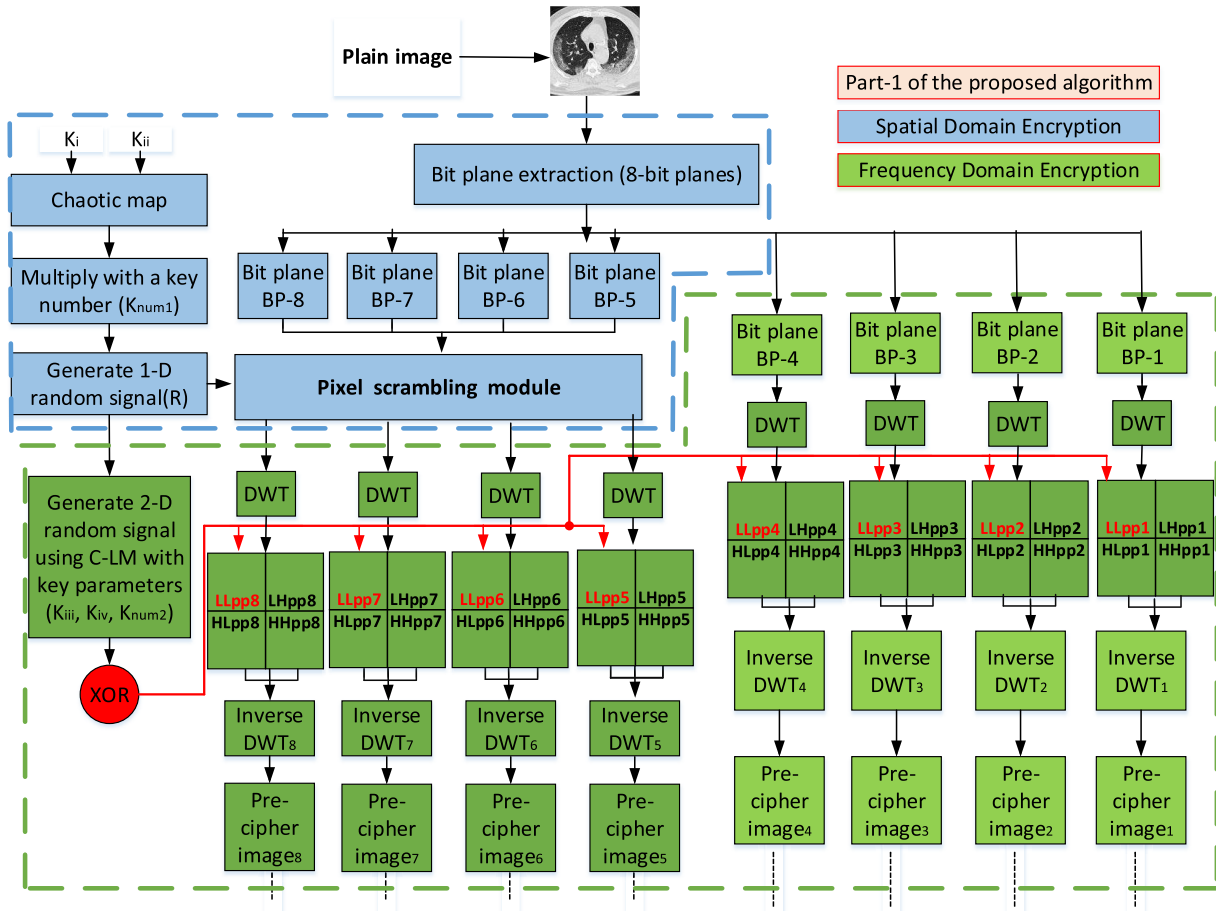 Plain image
Part-1 of the proposed algorithm
Spatial Domain Encryption
Frequency Domain Encryption
Ki
Kii
Chaotic map
Multiply with a key
number (Knum1)
Generate 1-D
random signal(R)
Bit plane extraction (8-bit planes)
Bit plane
BP-8
Bit plane
BP-7
Bit plane
BP-6
Bit plane
BP-5
Pixel scrambling module
Bit plane
BP-4
Bit plane
BP-3
Bit plane
BP-2
Bit plane
BP-1
DWT
DWT
DWT
DWT
Generate 2-D
random signal
using C-LM with
key parameters
(Kiii, Kiv, Knum2)
XOR
DWT
DWT
DWT
DWT
LLpp4 LHpp4
HLpp4 HHpp4
LLpp3 LHpp3
HLpp3 HHpp3
LLpp2 LHpp2
HLpp2 HHpp2
LLpp1 LHpp1
HLpp1 HHpp1
LLpp8 LHpp8
HLpp8 HHpp8
LLpp7 LHpp7
HLpp7 HHpp7
LLpp6 LHpp6
HLpp6 HHpp6
LLpp5 LHpp5
HLpp5 HHpp5
Inverse
DWT4
Inverse
DWT3
Inverse
DWT2
Inverse
DWT1
Inverse
DWT8
Inverse
DWT7
Inverse
DWT6
Inverse
DWT5
Pre-
cipher
image4
Pre-
cipher
image3
Pre-
cipher
image2
Pre-
cipher
image1
Pre-
cipher
image8
Pre-
cipher
image7
Pre-
cipher
image6
Pre-
cipher
image5